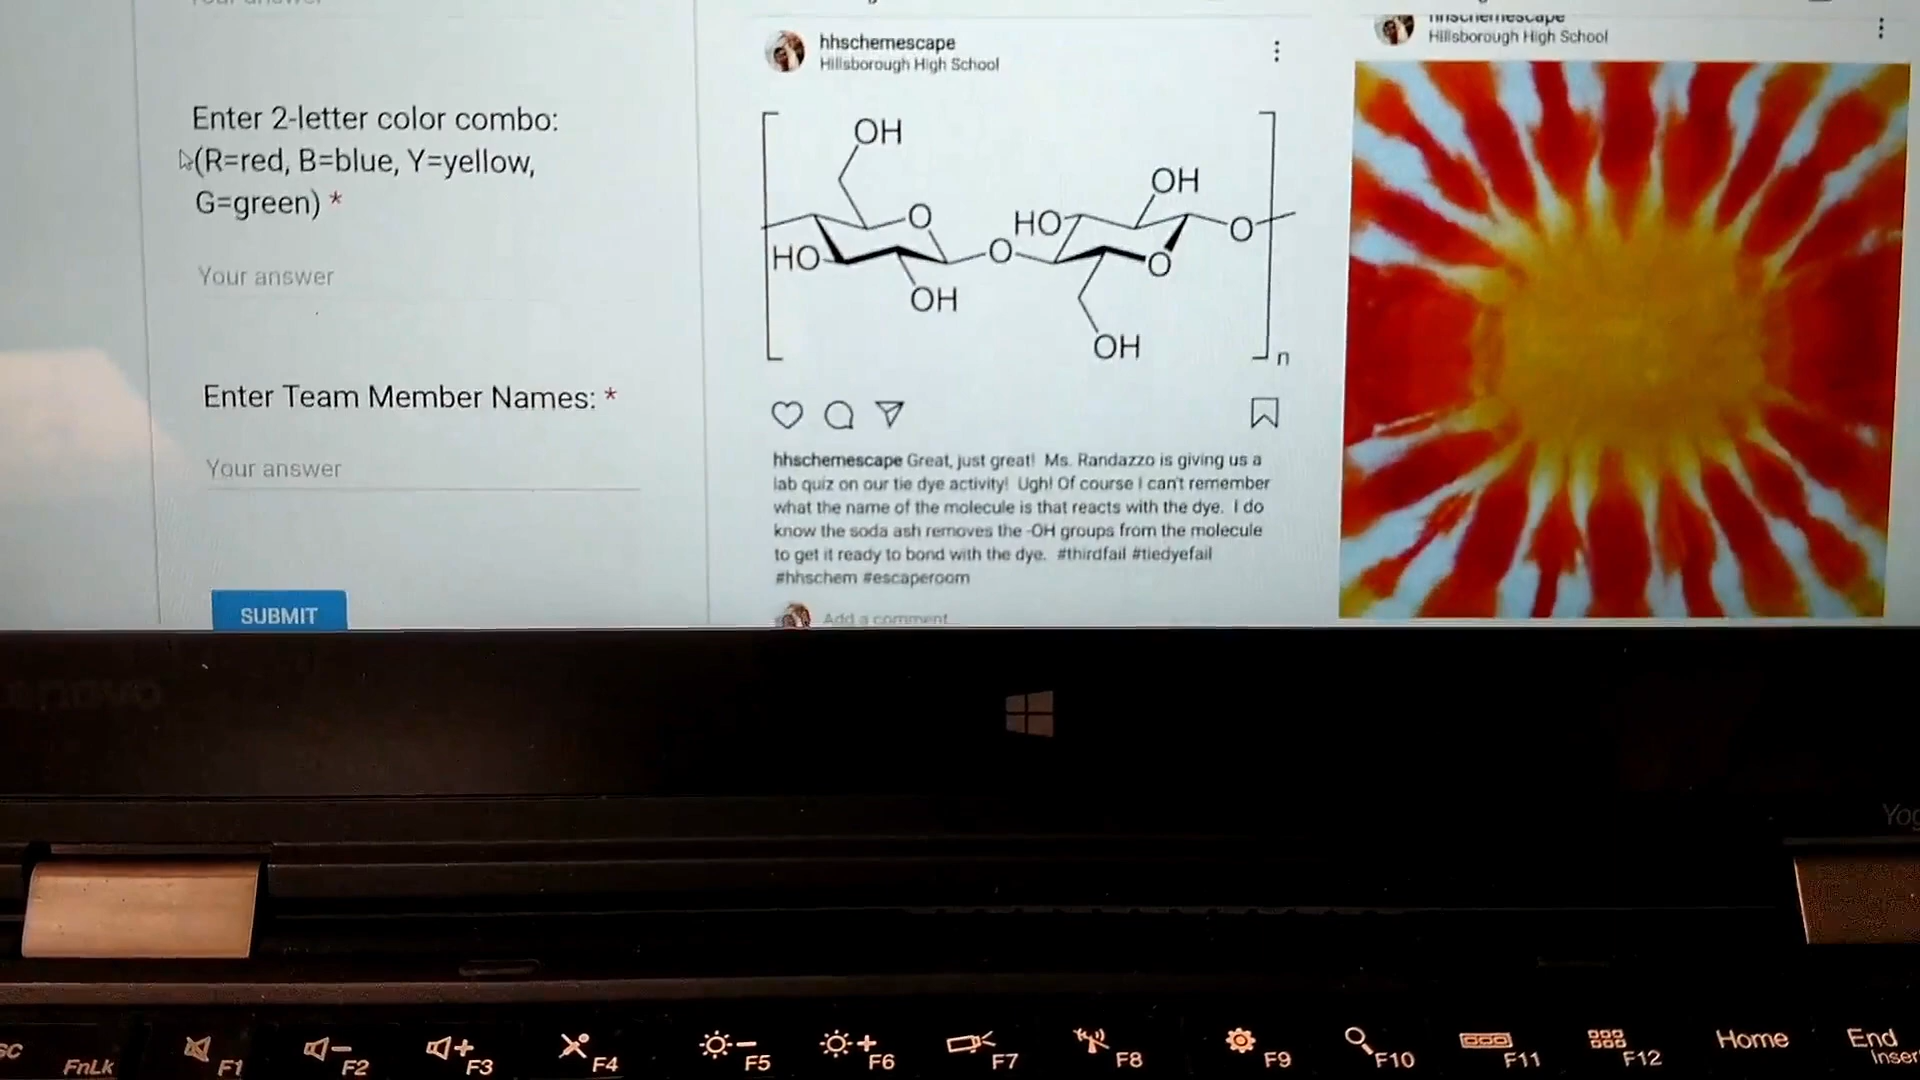 Enter 2-letter color combo:
(R=red, B=blue, Y=yellow,
G=green) *
Your answer
Enter Team Member Names: *
Your answer
SUBMIT
hhschemescape
Hillsborough High School
OH
OH
O
HO
O
HO
O
O
OH
OH
n
hhschemescape Great, just great! Ms. Randazzo is giving us a
lab quiz on our tie dye activity! Ugh! Of course I can't remember
what the name of the molecule is that reacts with the dye. I do
know the soda ash removes the -OH groups from the molecule
to get it ready to bond with the dye. #thirdfail #tiedyefail
#hhschem #escaperoom
Add a comment...
hhschemescape
Hillsborough High School
lenovo
FnLk
F1
F2
F3
F4
F5
F6
F7
F8
F9
F10
F11
F12
Home
End
Insert